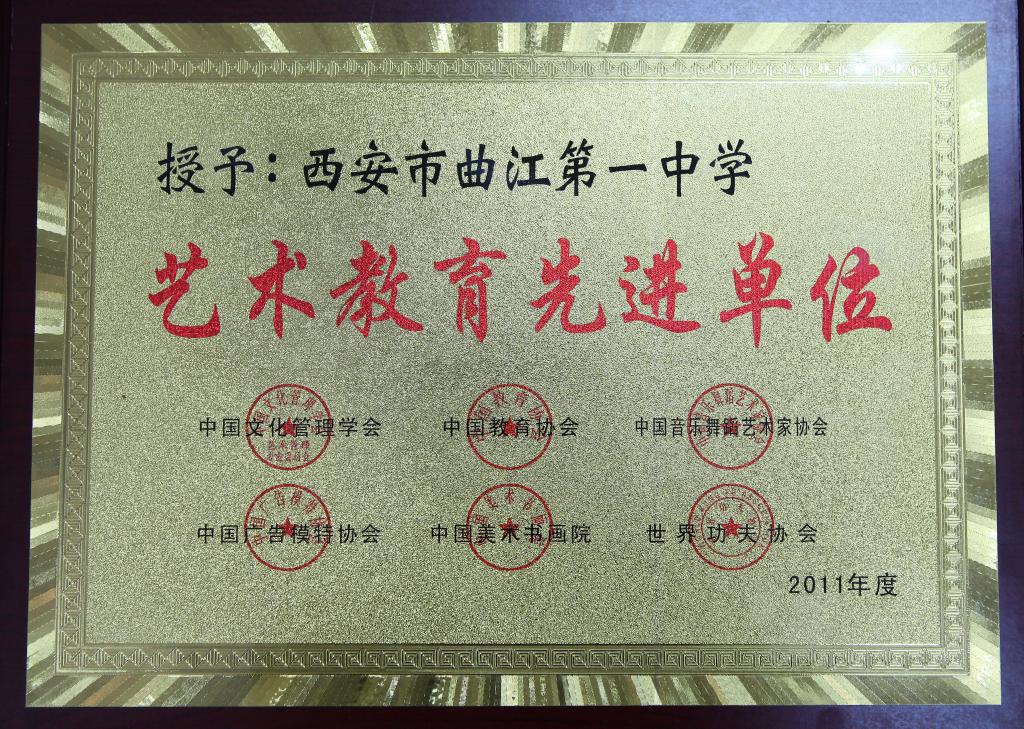 授予：西安市曲江第一中学
艺术教育先进单位
中国文化管理学会 中国教育协会 中国音乐舞蹈艺术家协会
中国广告模特协会 中国美术书画院 世界功夫协会
2011年度